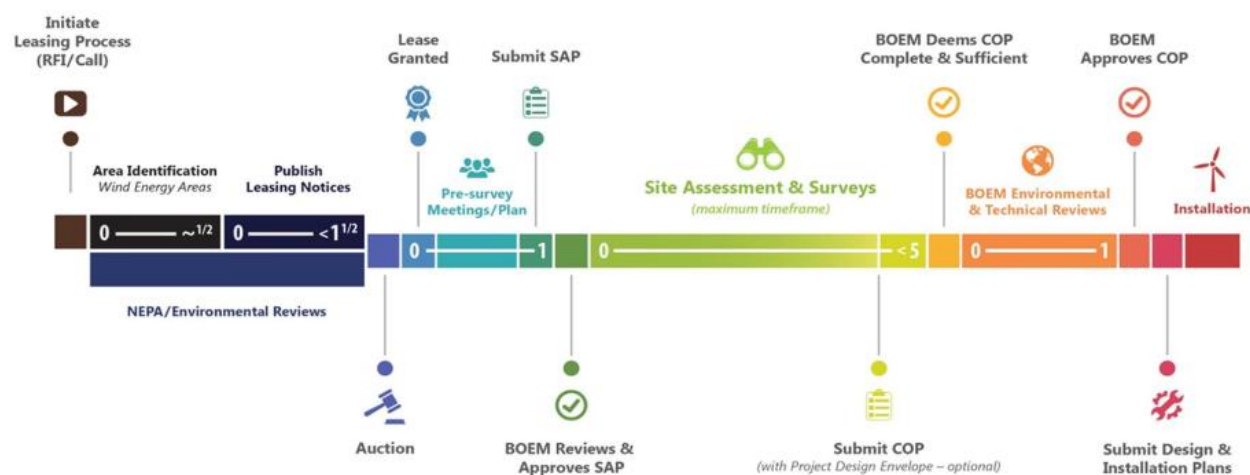 Initiate
Leasing Process
(RFI/Call)
Lease
Granted
Submit SAP
BOEM Deems COP
Complete & Sufficient
BOEM
Approves COP
Area Identification
Wind Energy Areas
Publish
Leasing Notices
Pre-survey
Meetings/Plan
Site Assessment & Surveys
(maximum timeframe)
BOEM Environmental
& Technical Reviews
Installation
0 ~1/2
0 <1 1/2
0 1
0 <5
0 1
NEPA/Environmental Reviews
Auction
BOEM Reviews &
Approves SAP
Submit COP
(with Project Design Envelope – optional)
Submit Design &
Installation Plans